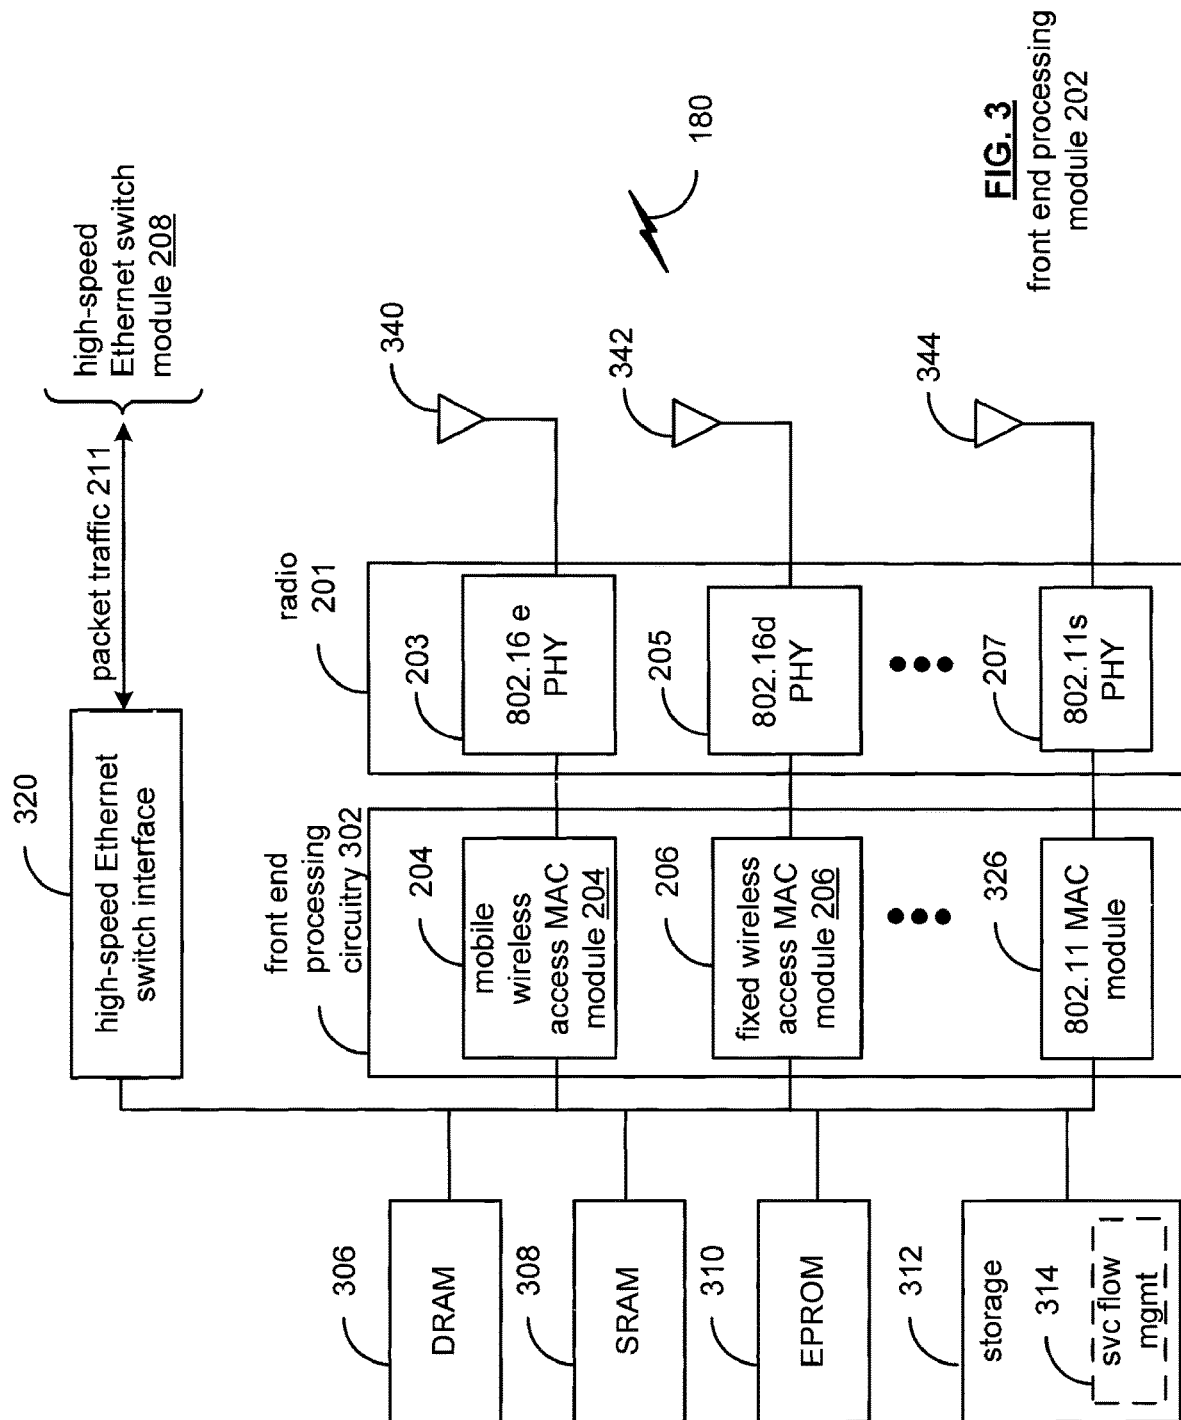 high-speed Ethernet
switch interface
320
packet traffic 211
high-speed
Ethernet switch
module 208
front end
processing
circuitry 302
radio
201
306
DRAM
204
mobile
wireless
access MAC
module 204
203
802.16 e
PHY
340
308
SRAM
206
fixed wireless
access MAC
module 206
205
802.16d
PHY
342
180
310
EPROM
312
storage
314
svc flow
mgmt
326
802.11 MAC
module
207
802.11s
PHY
344
FIG. 3
front end processing
module 202